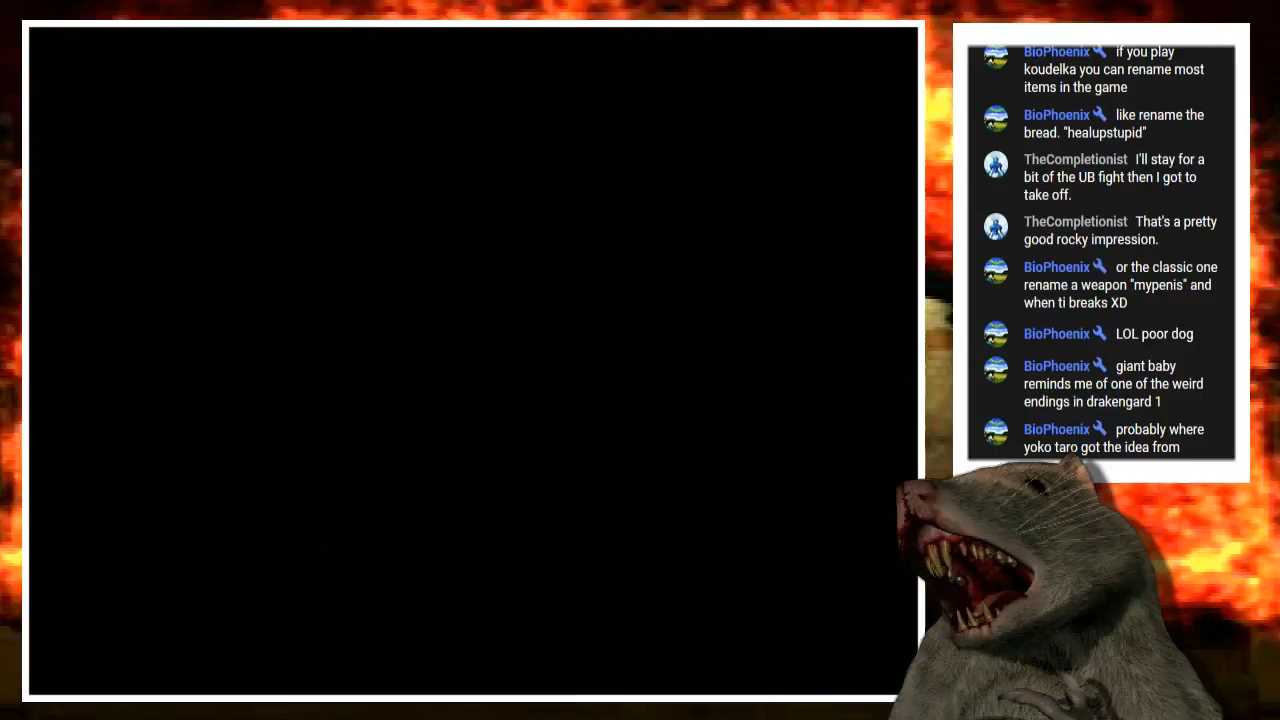 BioPhoenix if you play
koudelka you can rename most
items in the game
BioPhoenix like rename the
bread. "healupstupid"
TheCompletionist I'll stay for a
bit of the UB fight then I got to
take off.
TheCompletionist That's a pretty
good rocky impression.
BioPhoenix or the classic one
rename a weapon "mypenis" and
when ti breaks XD
BioPhoenix LOL poor dog
BioPhoenix giant baby
reminds me of one of the weird
endings in drakengard 1
BioPhoenix probably where
yoko taro got the idea from